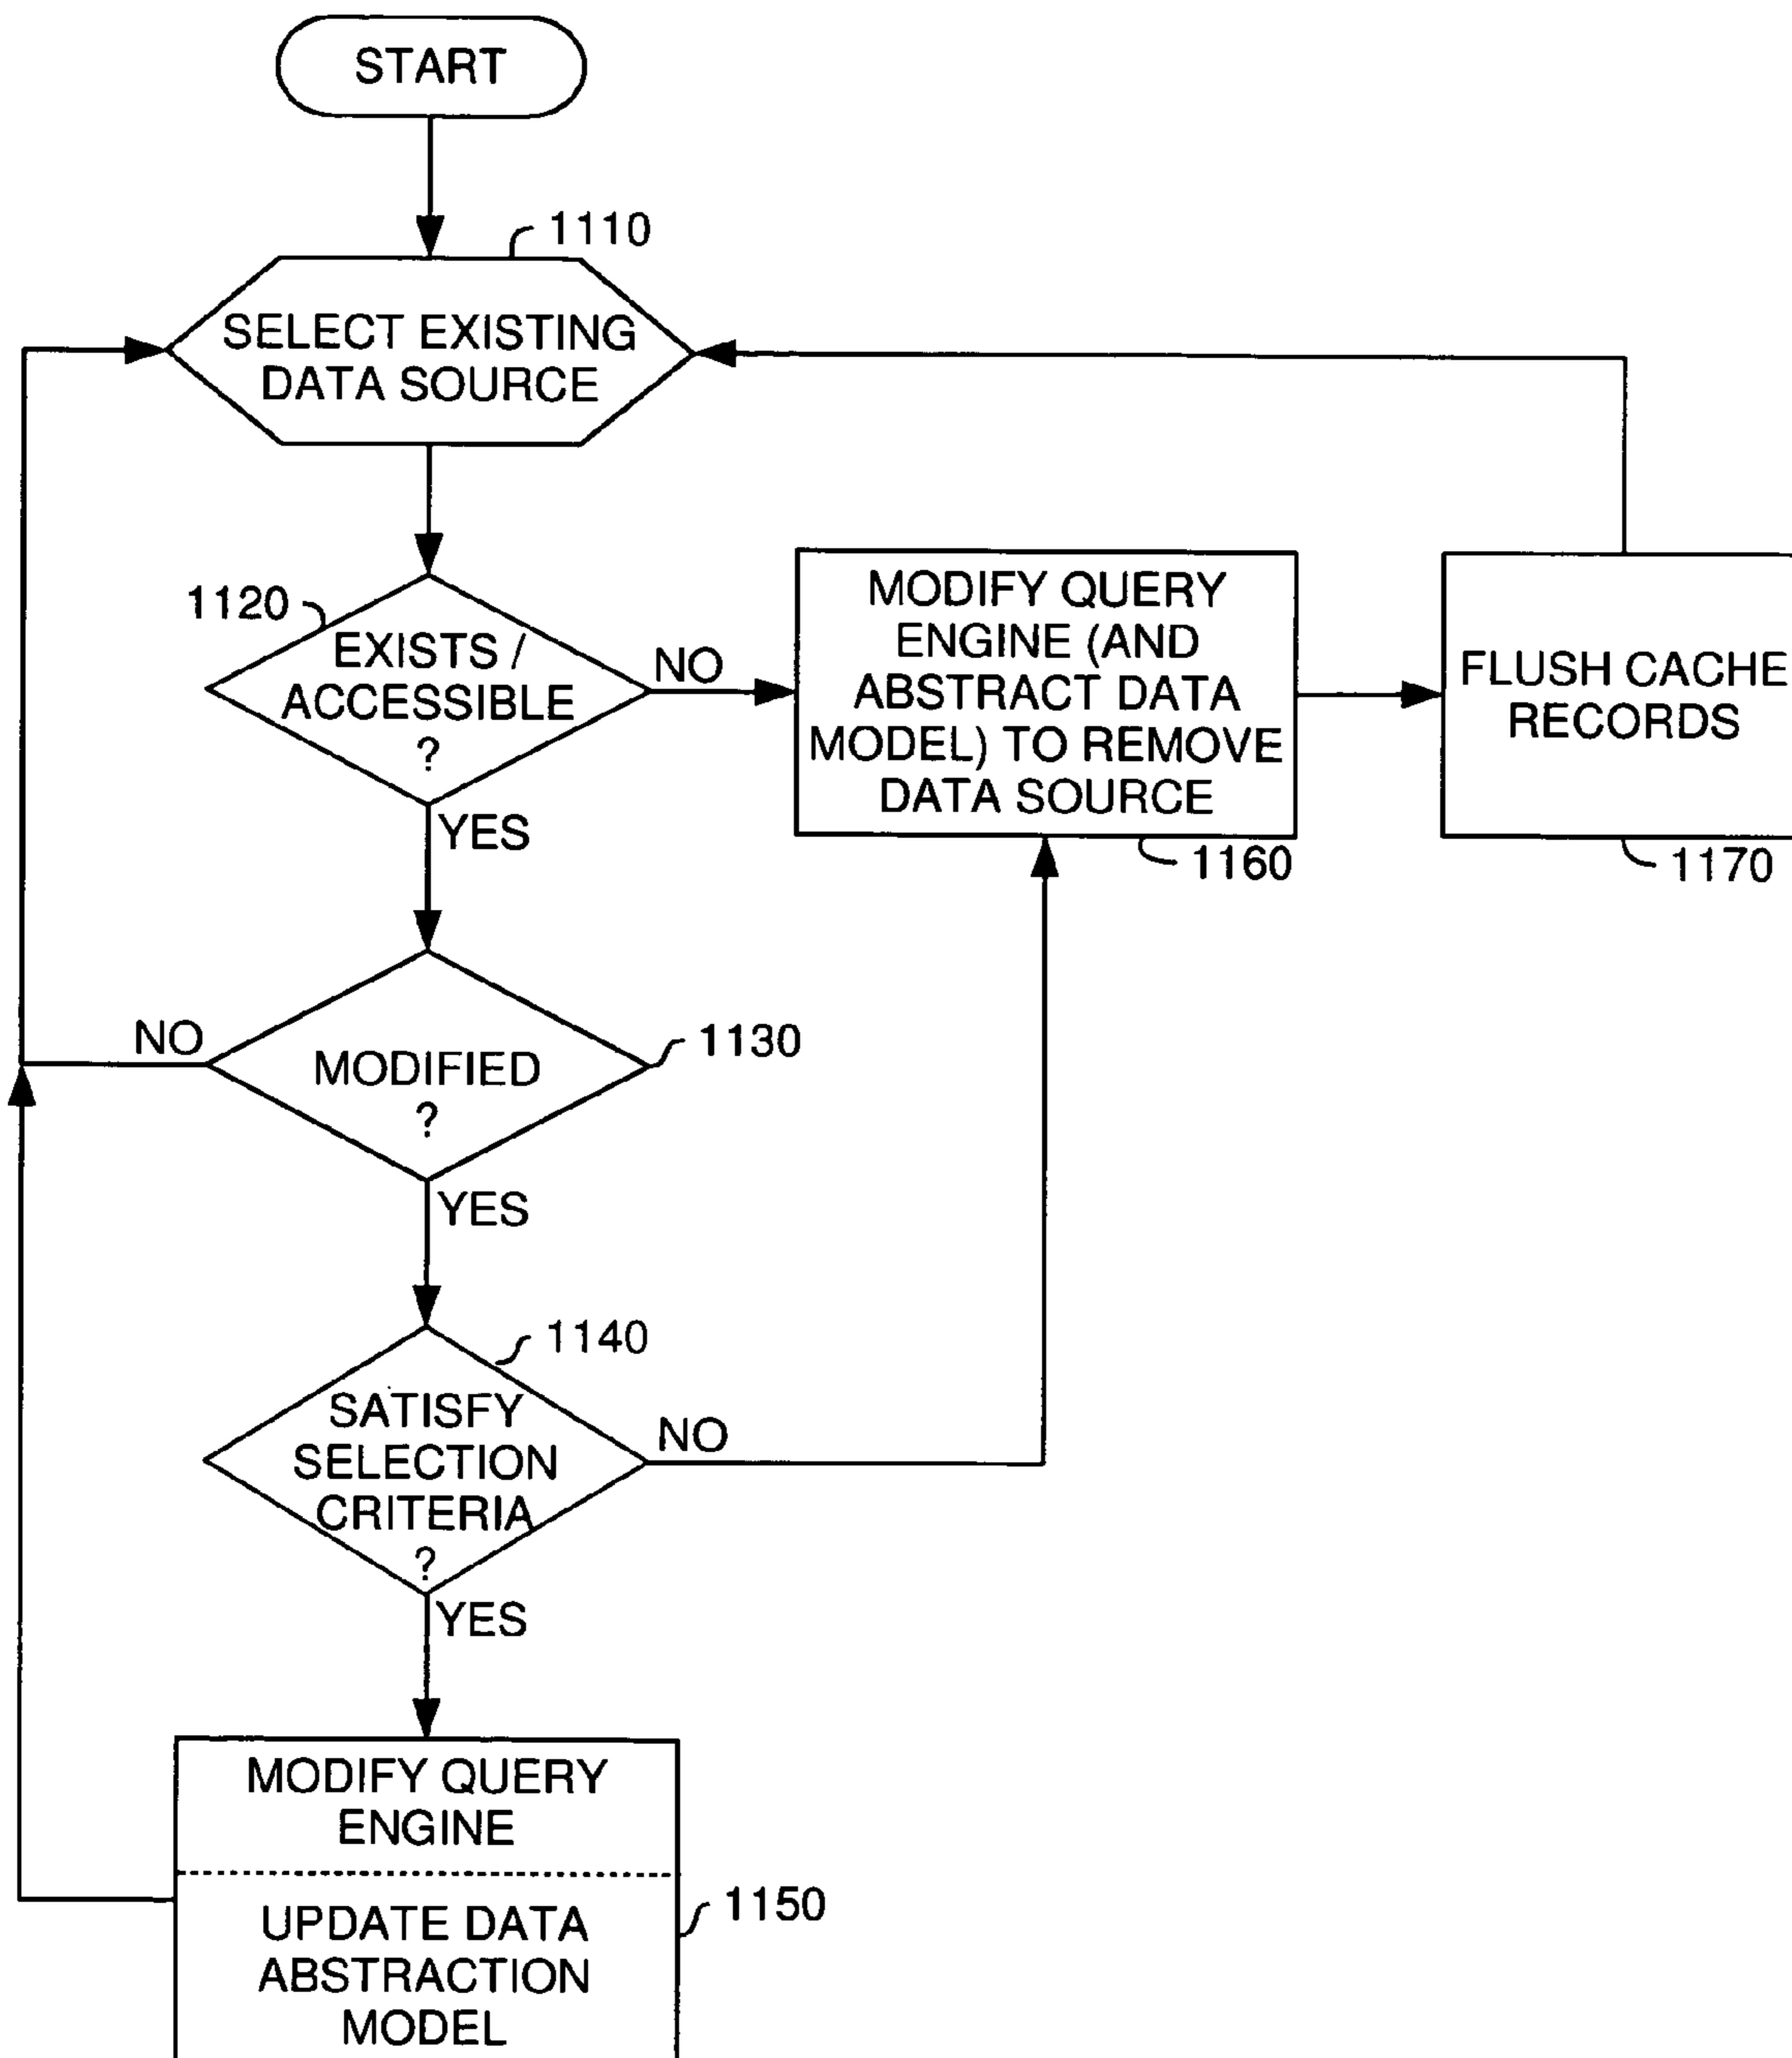 START
1110
SELECT EXISTING
DATA SOURCE
1120
EXISTS /
ACCESSIBLE
?
NO
YES
MODIFY QUERY
ENGINE (AND
ABSTRACT DATA
MODEL) TO REMOVE
DATA SOURCE
1160
FLUSH CACHE
RECORDS
1170
NO
MODIFIED
?
1130
YES
1140
SATISFY
SELECTION
CRITERIA
?
NO
YES
MODIFY QUERY
ENGINE
UPDATE DATA
ABSTRACTION
MODEL
1150